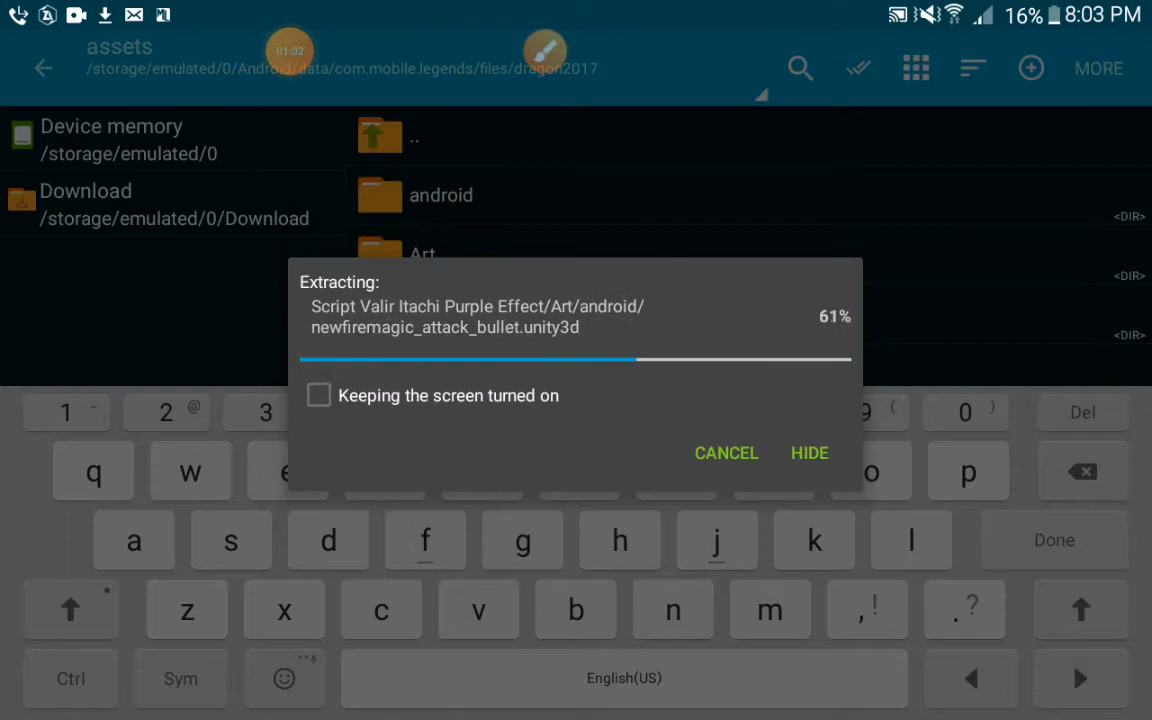 16% 8:03 PM
assets
01:02
/storage/emulated/0/Android/data/com.mobile.legends/files/dragon2017
MORE
Device memory
/storage/emulated/0
..
Download
/storage/emulated/0/Download
android
<DIR>
Art
<DIR>
<DIR>
Extracting:
Script Valir Itachi Purple Effect/Art/android/
newfiremagic_attack_bullet.unity3d
61%
Keeping the screen turned on
CANCEL HIDE
1 - 2 @ 3 9 ( 0 ) Del
q w e o p
a s d f g h j k l Done
z x c v b n m , ! . ?
Ctrl Sym English(US)